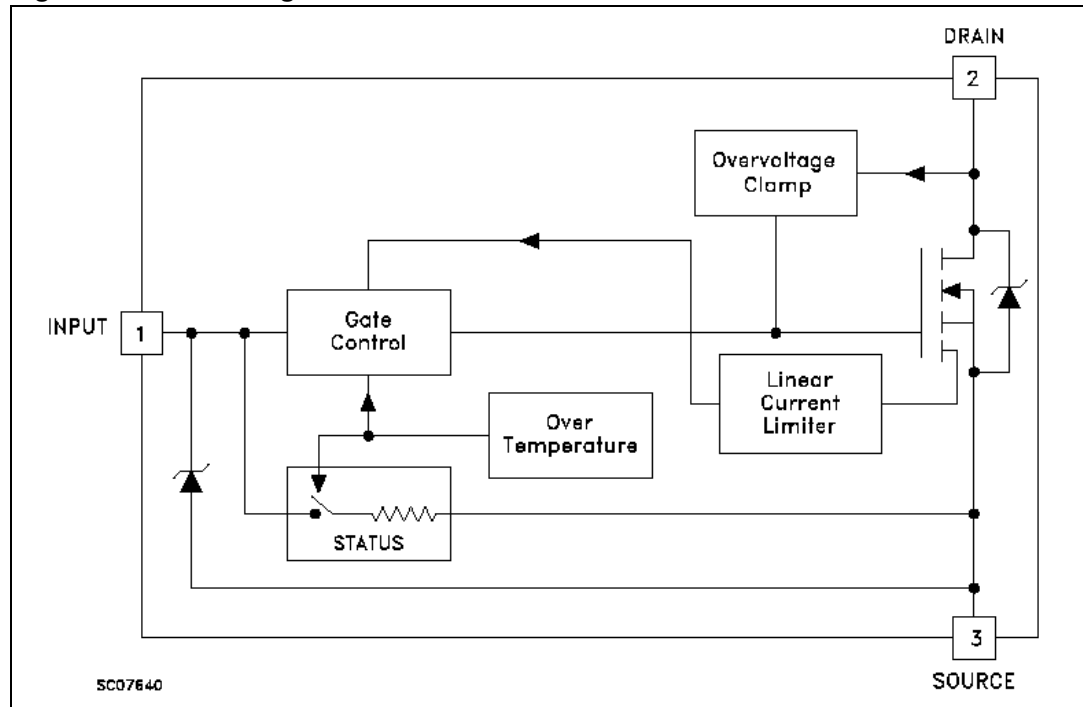 DRAIN
2
Overvoltage
Clamp
INPUT
1
Gate
Control
Linear
Current
Limiter
Over
Temperature
STATUS
3
SC07640
SOURCE